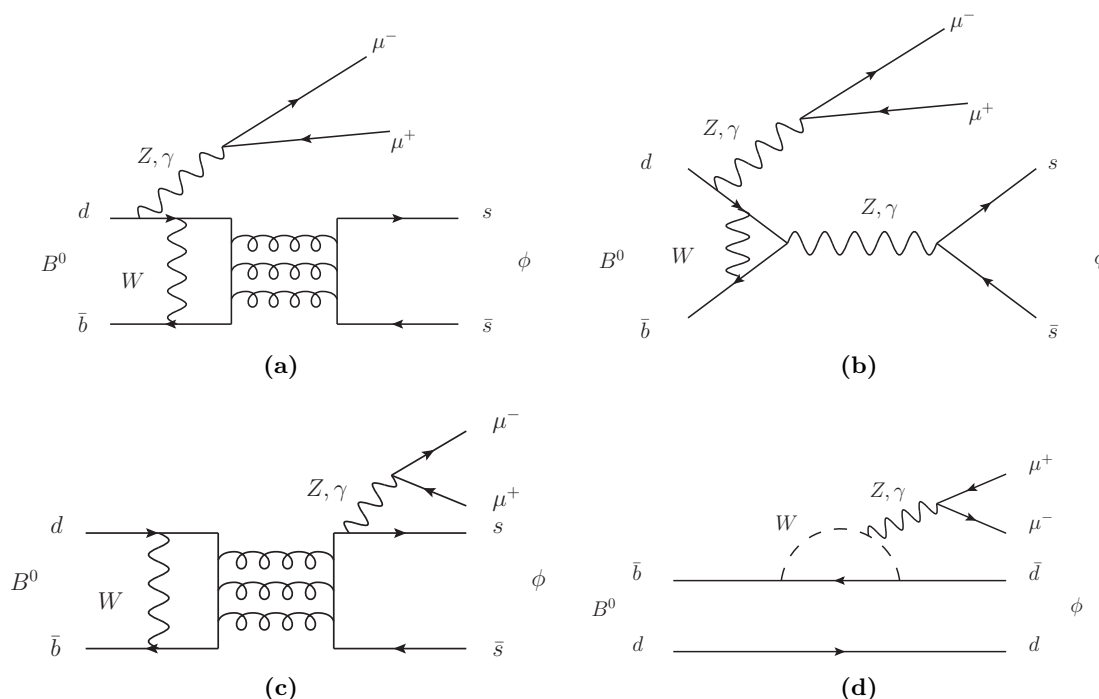 μ⁻
μ⁺
Z, γ
d
B⁰
W
b̄
s
ϕ
s̄
(a)
μ⁻
μ⁺
Z, γ
d
Z, γ
s
B⁰
W
b̄
s̄
(b)
μ⁻
μ⁺
Z, γ
d
s
B⁰
W
ϕ
b̄
s̄
(c)
μ⁺
Z, γ
W
μ⁻
b̄
d̄
B⁰
ϕ
d
d
(d)